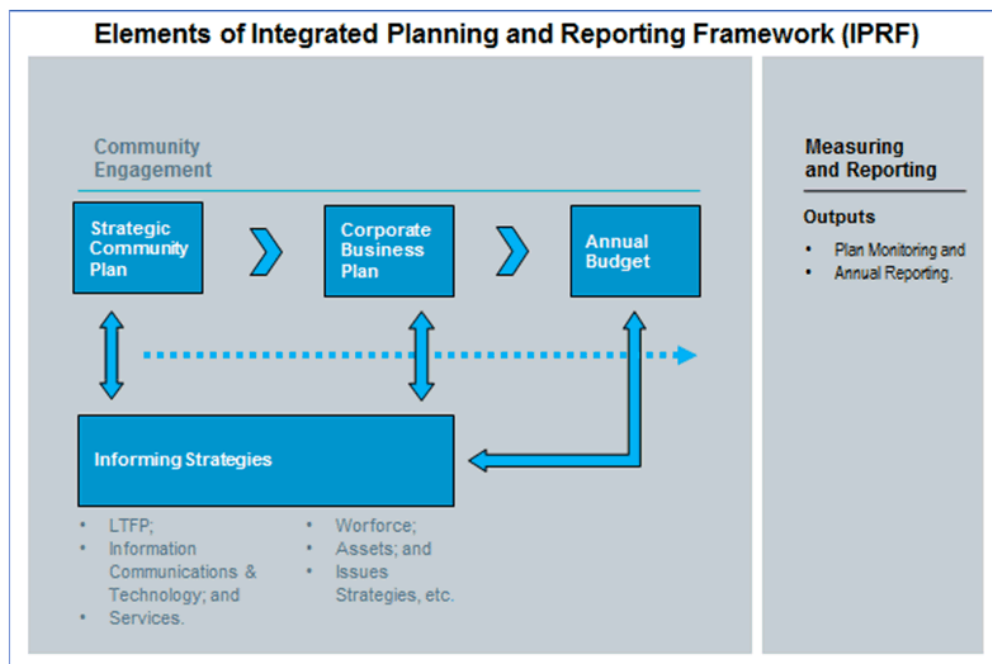 Elements of Integrated Planning and Reporting Framework (IPRF)
Community
Engagement
Strategic
Community
Plan
Corporate
Business
Plan
Annual
Budget
Informing Strategies
• LTFP;
• Information
Communications &
Technology; and
• Services.
• Worforce;
• Assets; and
• Issues
Strategies, etc.
Measuring
and Reporting
Outputs
• Plan Monitoring and
• Annual Reporting.